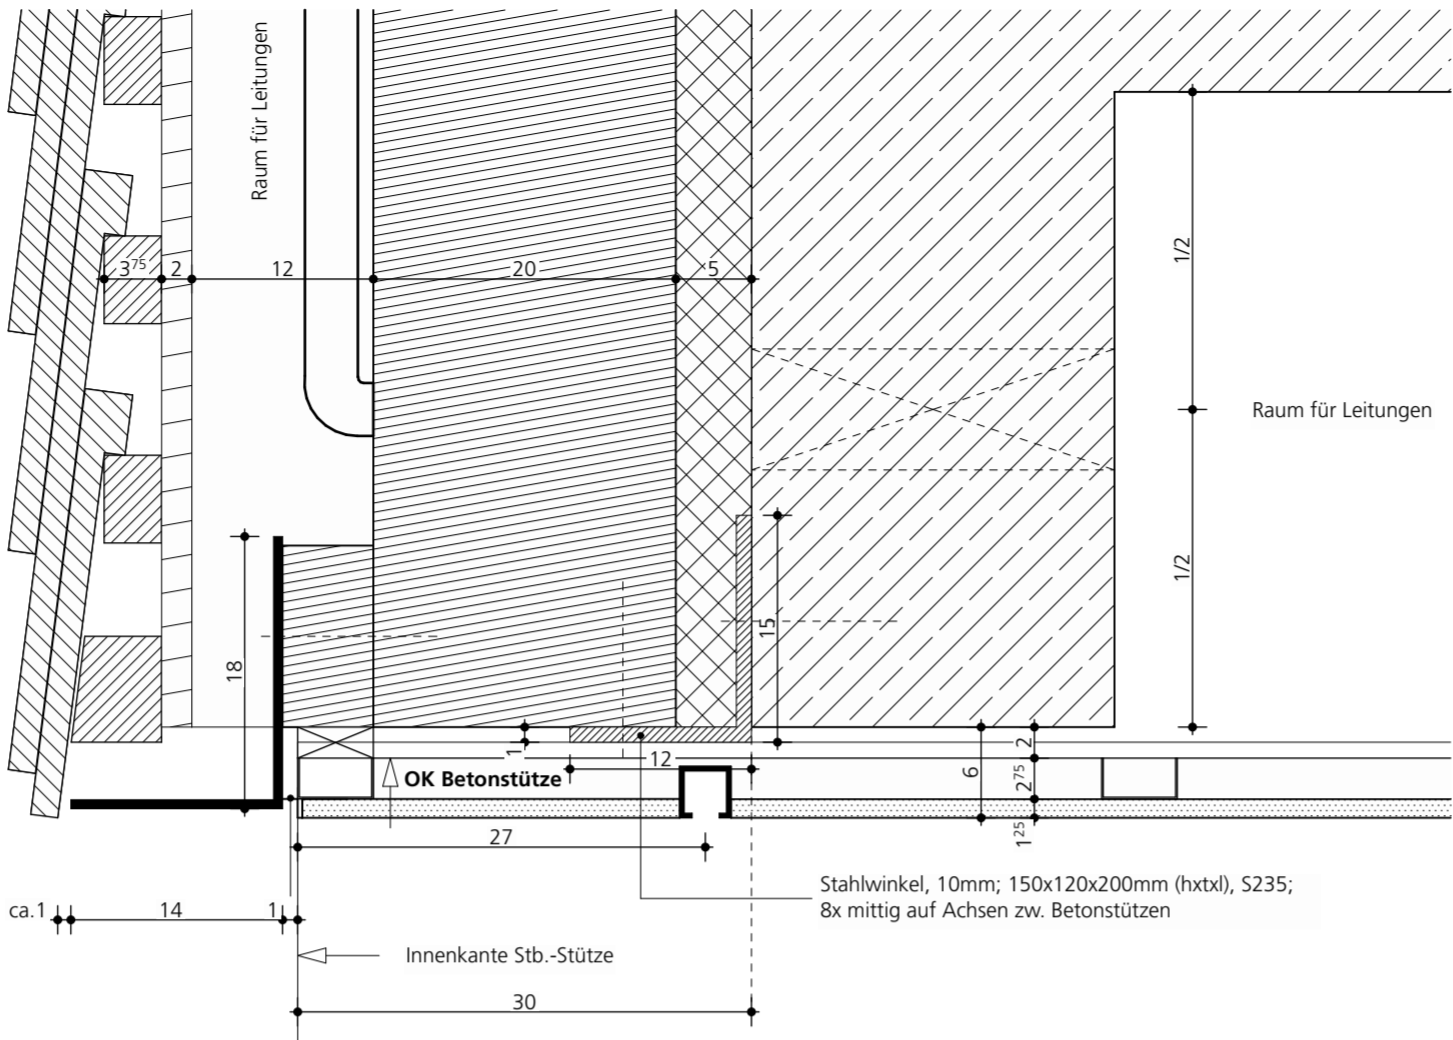 Raum für Leitungen
3⁷⁵
2
12
20
5
1/2
Raum für Leitungen
1/2
15
18
1
12
6
2
OK Betonstütze
2⁷⁵
1²⁵
27
Stahlwinkel, 10mm; 150x120x200mm (hxtxl), S235;
8x mittig auf Achsen zw. Betonstützen
ca.1
14
1
Innenkante Stb.-Stütze
30